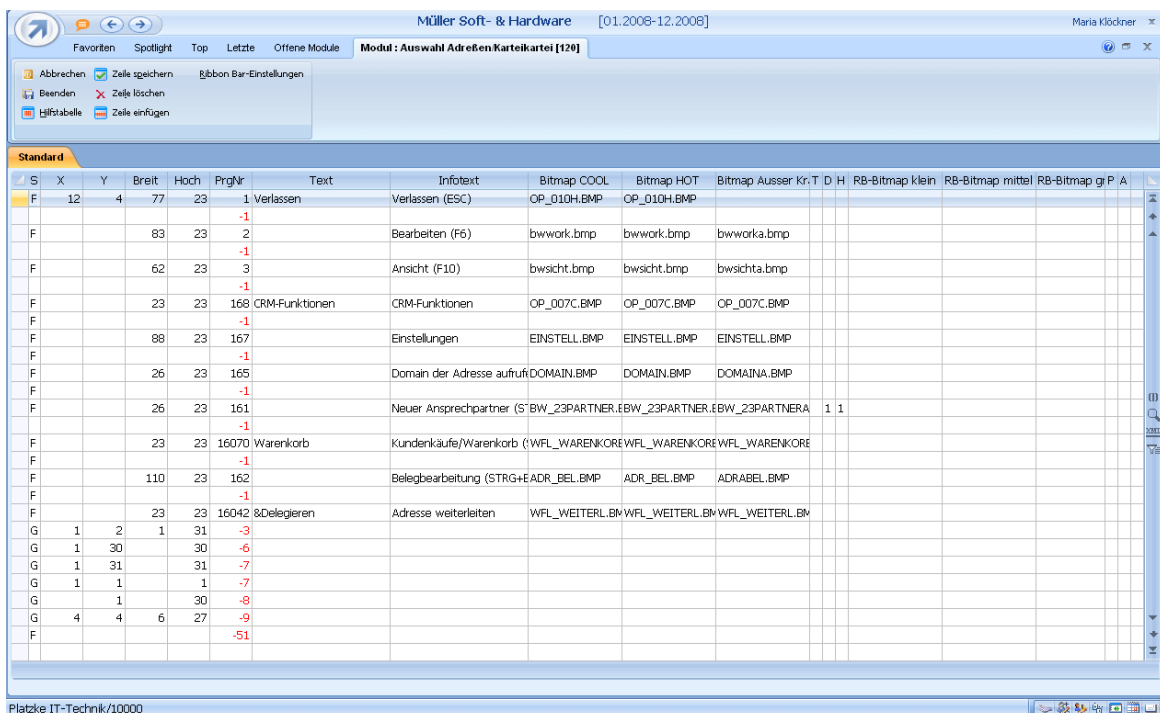 Müller Soft- & Hardware [01.2008-12.2008] Maria Klöckner
Favoriten Spotlight Top Letzte Offene Module Modul : Auswahl Adreßen/Karteikartei [120]
Abbrechen Zeile speichern Ribbon Bar-Einstellungen
Beenden Zeile löschen
Hilfstabelle Zeile einfügen
Standard
S X Y Breit Hoch PrgNr Text Infotext Bitmap COOL Bitmap HOT Bitmap Ausser Kr. T D H RB-Bitmap klein RB-Bitmap mittel RB-Bitmap gr P A
F 12 4 77 23 1 Verlassen Verlassen (ESC) OP_010H.BMP OP_010H.BMP
-1
F 83 23 2 Bearbeiten (F6) bwwork.bmp bwwork.bmp bwworka.bmp
-1
F 62 23 3 Ansicht (F10) bwsicht.bmp bwsicht.bmp bwsichta.bmp
-1
F 23 23 168 CRM-Funktionen CRM-Funktionen OP_007C.BMP OP_007C.BMP OP_007C.BMP
F -1
F 88 23 167 Einstellungen EINSTELL.BMP EINSTELL.BMP EINSTELL.BMP
F -1
F 26 23 165 Domain der Adresse aufruf DOMAIN.BMP DOMAIN.BMP DOMAINA.BMP
F -1
F 26 23 161 Neuer Ansprechpartner (S BW_23PARTNER. BW_23PARTNER. BW_23PARTNERA 1 1
-1
F 23 23 16070 Warenkorb Kundenkäufe/Warenkorb ( WFL_WARENKORB WFL_WARENKORB WFL_WARENKORB
F -1
F 110 23 162 Belegbearbeitung (STRG+B ADR_BEL.BMP ADR_BEL.BMP ADRABEL.BMP
F -1
F 23 23 16042 &Delegieren Adresse weiterleiten WFL_WEITERL.BM WFL_WEITERL.BM WFL_WEITERL.BM
G 1 2 1 31 -3
G 1 30 30 -6
G 1 31 31 -7
G 1 1 1 -7
G 1 30 -8
G 4 4 6 27 -9
F -51
XML
Platzke IT-Technik/10000